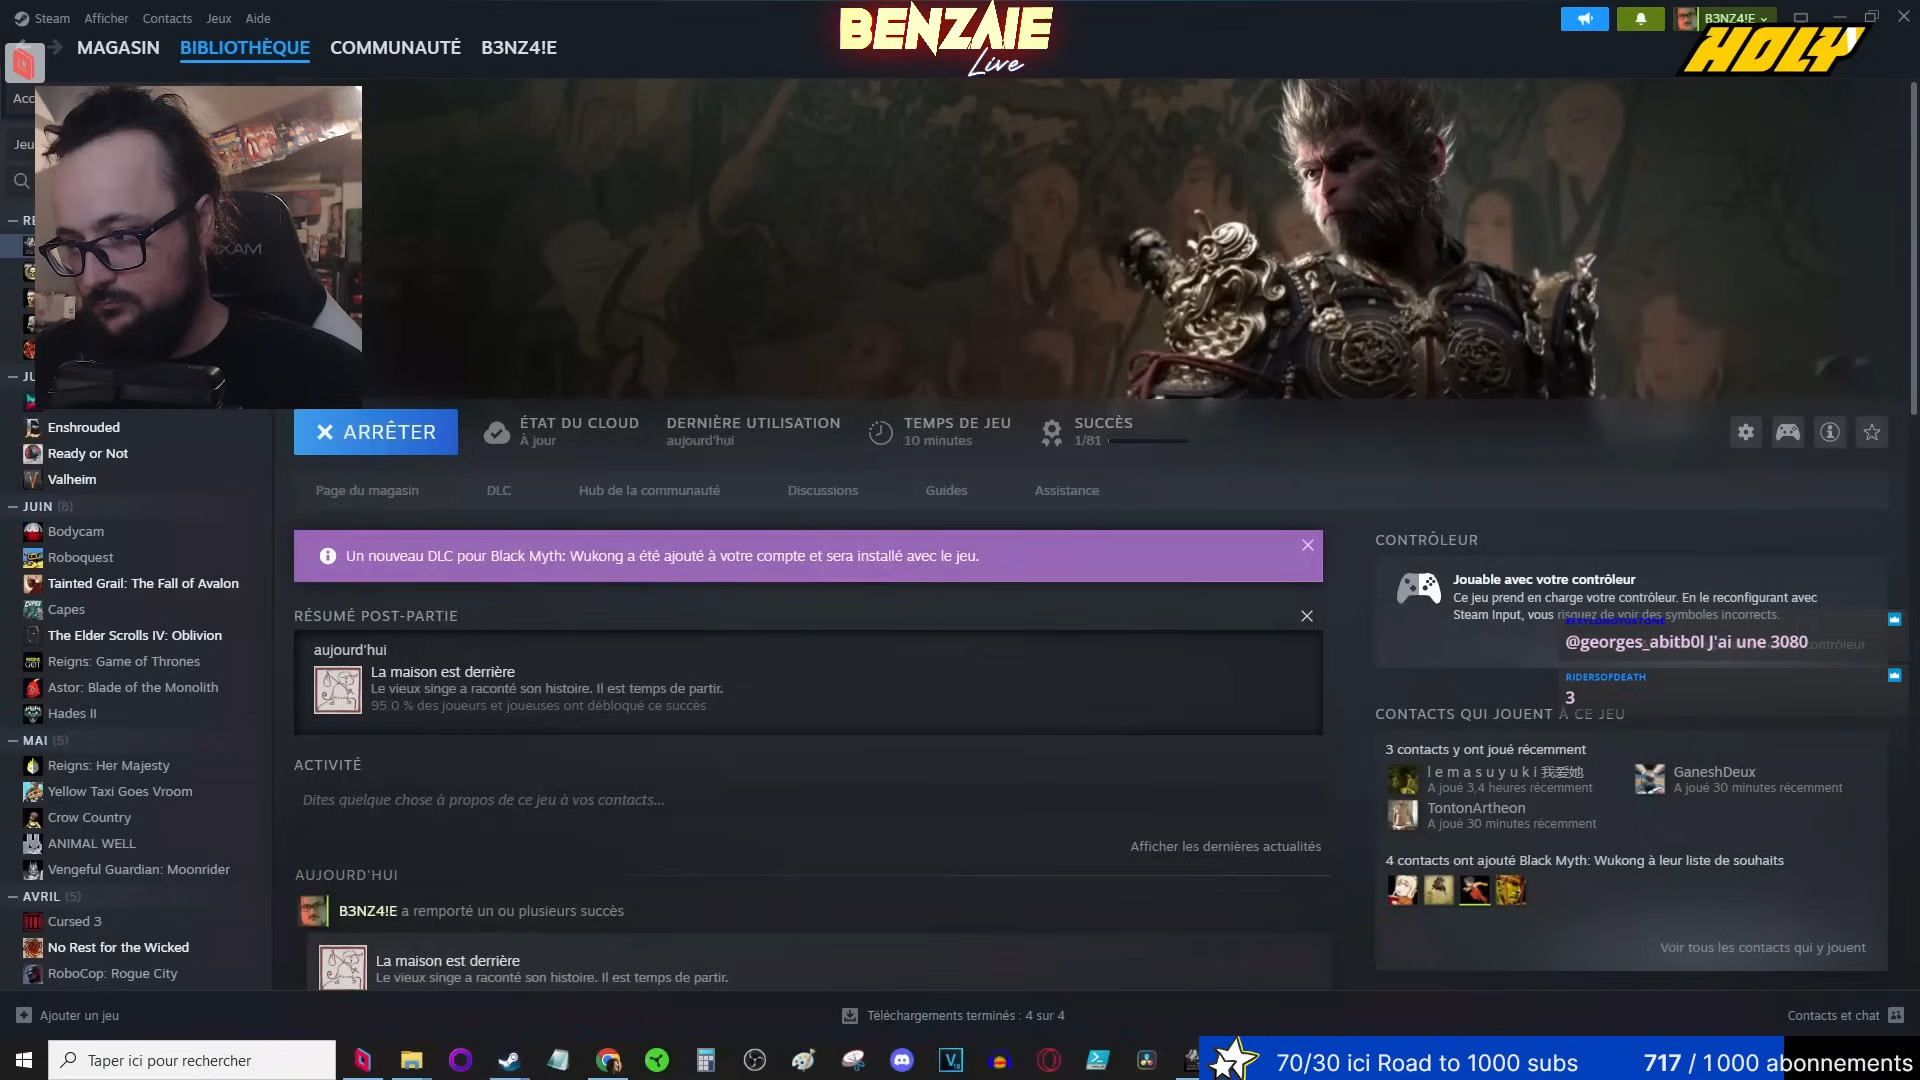 Steam Afficher Contacts Jeux Aide
B3NZ4!E
BENZAIE
Live
HOLY
MAGASIN BIBLIOTHÈQUE COMMUNAUTÉ B3NZ4!E
Acc
Jeu
RE
JU
Enshrouded
Ready or Not
Valheim
JUIN (8)
Bodycam
Roboquest
Tainted Grail: The Fall of Avalon
Capes
The Elder Scrolls IV: Oblivion
Reigns: Game of Thrones
Astor: Blade of the Monolith
Hades II
MAI (5)
Reigns: Her Majesty
Yellow Taxi Goes Vroom
Crow Country
ANIMAL WELL
Vengeful Guardian: Moonrider
AVRIL (5)
Cursed 3
No Rest for the Wicked
RoboCop: Rogue City
ARRÊTER
ÉTAT DU CLOUD
À jour
DERNIÈRE UTILISATION
aujourd'hui
TEMPS DE JEU
10 minutes
SUCCÈS
1/81
Page du magasin DLC Hub de la communauté Discussions Guides Assistance
Un nouveau DLC pour Black Myth: Wukong a été ajouté à votre compte et sera installé avec le jeu.
RÉSUMÉ POST-PARTIE
aujourd'hui
La maison est derrière
Le vieux singe a raconté son histoire. Il est temps de partir.
95.0 % des joueurs et joueuses ont débloqué ce succès
ACTIVITÉ
Dites quelque chose à propos de ce jeu à vos contacts...
Afficher les dernières actualités
AUJOURD'HUI
B3NZ4!E a remporté un ou plusieurs succès
La maison est derrière
Le vieux singe a raconté son histoire. Il est temps de partir.
CONTRÔLEUR
Jouable avec votre contrôleur
Ce jeu prend en charge votre contrôleur. En le reconfigurant avec
Steam Input, vous risquez de voir des symboles incorrects.
@georges_abitb0l J'ai une 3080
contrôleur
RIDERSOFDEATH
3
CONTACTS QUI JOUENT À CE JEU
3 contacts y ont joué récemment
l e m a s u y u k i 我爱她
A joué 3,4 heures récemment
GaneshDeux
A joué 30 minutes récemment
TontonArtheon
A joué 30 minutes récemment
4 contacts ont ajouté Black Myth: Wukong à leur liste de souhaits
Voir tous les contacts qui y jouent
Ajouter un jeu
Téléchargements terminés : 4 sur 4
Contacts et chat
Taper ici pour rechercher
70/30 ici Road to 1000 subs
717 / 1000 abonnements